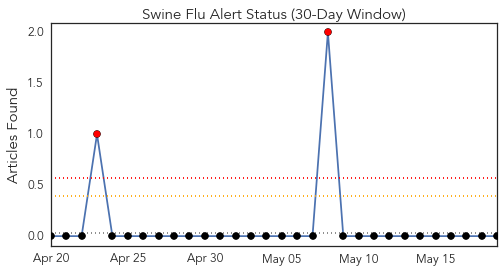 Swine Flu Alert Status (30-Day Window)
Articles Found
2.0
1.5
1.0
0.5
0.0
Apr 20 Apr 25 Apr 30 May 05 May 10 May 15